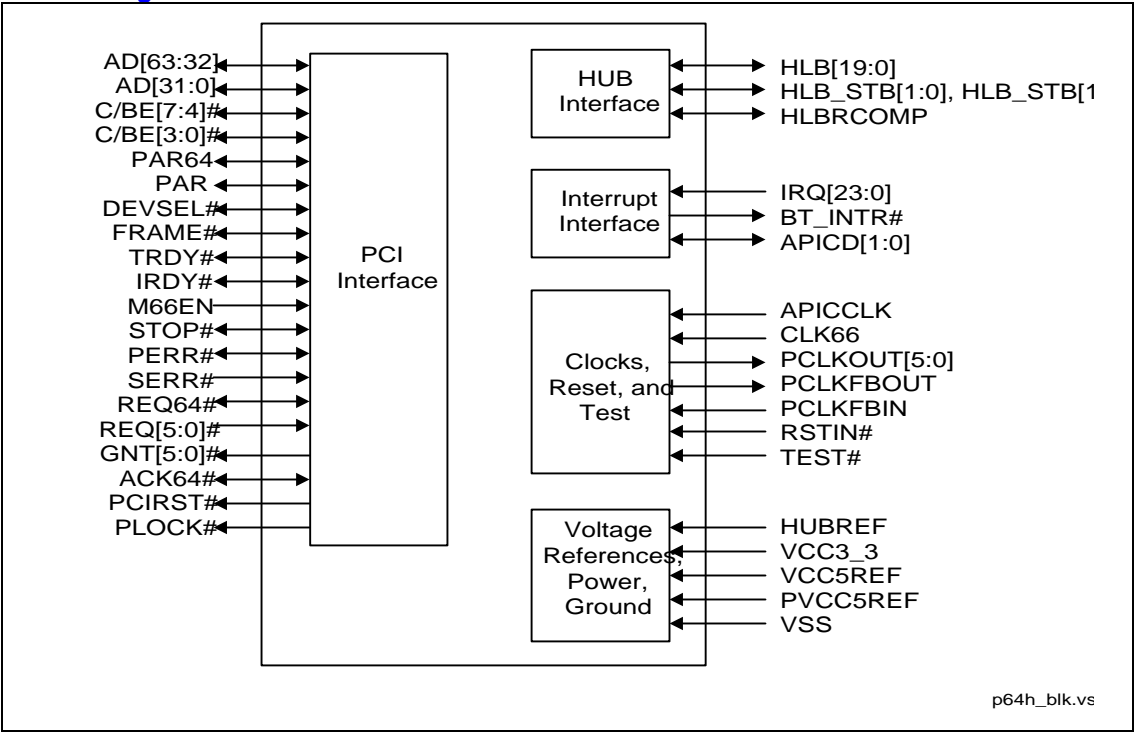 AD[63:32]
AD[31:0]
C/BE[7:4]#
C/BE[3:0]#
PAR64
PAR
DEVSEL#
FRAME#
TRDY#
IRDY#
M66EN
STOP#
PERR#
SERR#
REQ64#
REQ[5:0]#
GNT[5:0]#
ACK64#
PCIRST#
PLOCK#
PCI
Interface
HUB
Interface
HLB[19:0]
HLB_STB[1:0], HLB_STB[1
HLBRCOMP
Interrupt
Interface
IRQ[23:0]
BT_INTR#
APICD[1:0]
Clocks,
Reset, and
Test
APICCLK
CLK66
PCLKOUT[5:0]
PCLKFBOUT
PCLKFBIN
RSTIN#
TEST#
Voltage
References,
Power,
Ground
HUBREF
VCC3_3
VCC5REF
PVCC5REF
VSS
p64h_blk.vs